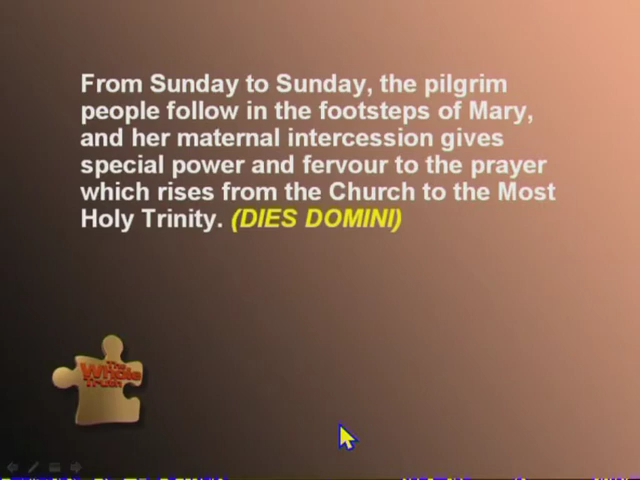 From Sunday to Sunday, the pilgrim
people follow in the footsteps of Mary,
and her maternal intercession gives
special power and fervour to the prayer
which rises from the Church to the Most
Holy Trinity. (DIES DOMINI)
The
Whole
Truth